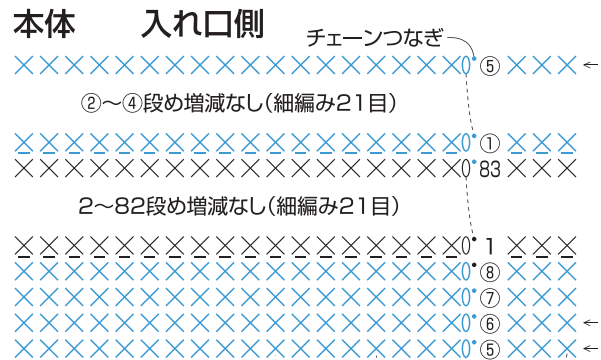 本体　入れ口側
チェーンつなぎ
⑤
②～④段め増減なし(細編み21目)
①
83
2～82段め増減なし(細編み21目)
1
⑧
⑦
⑥
⑤